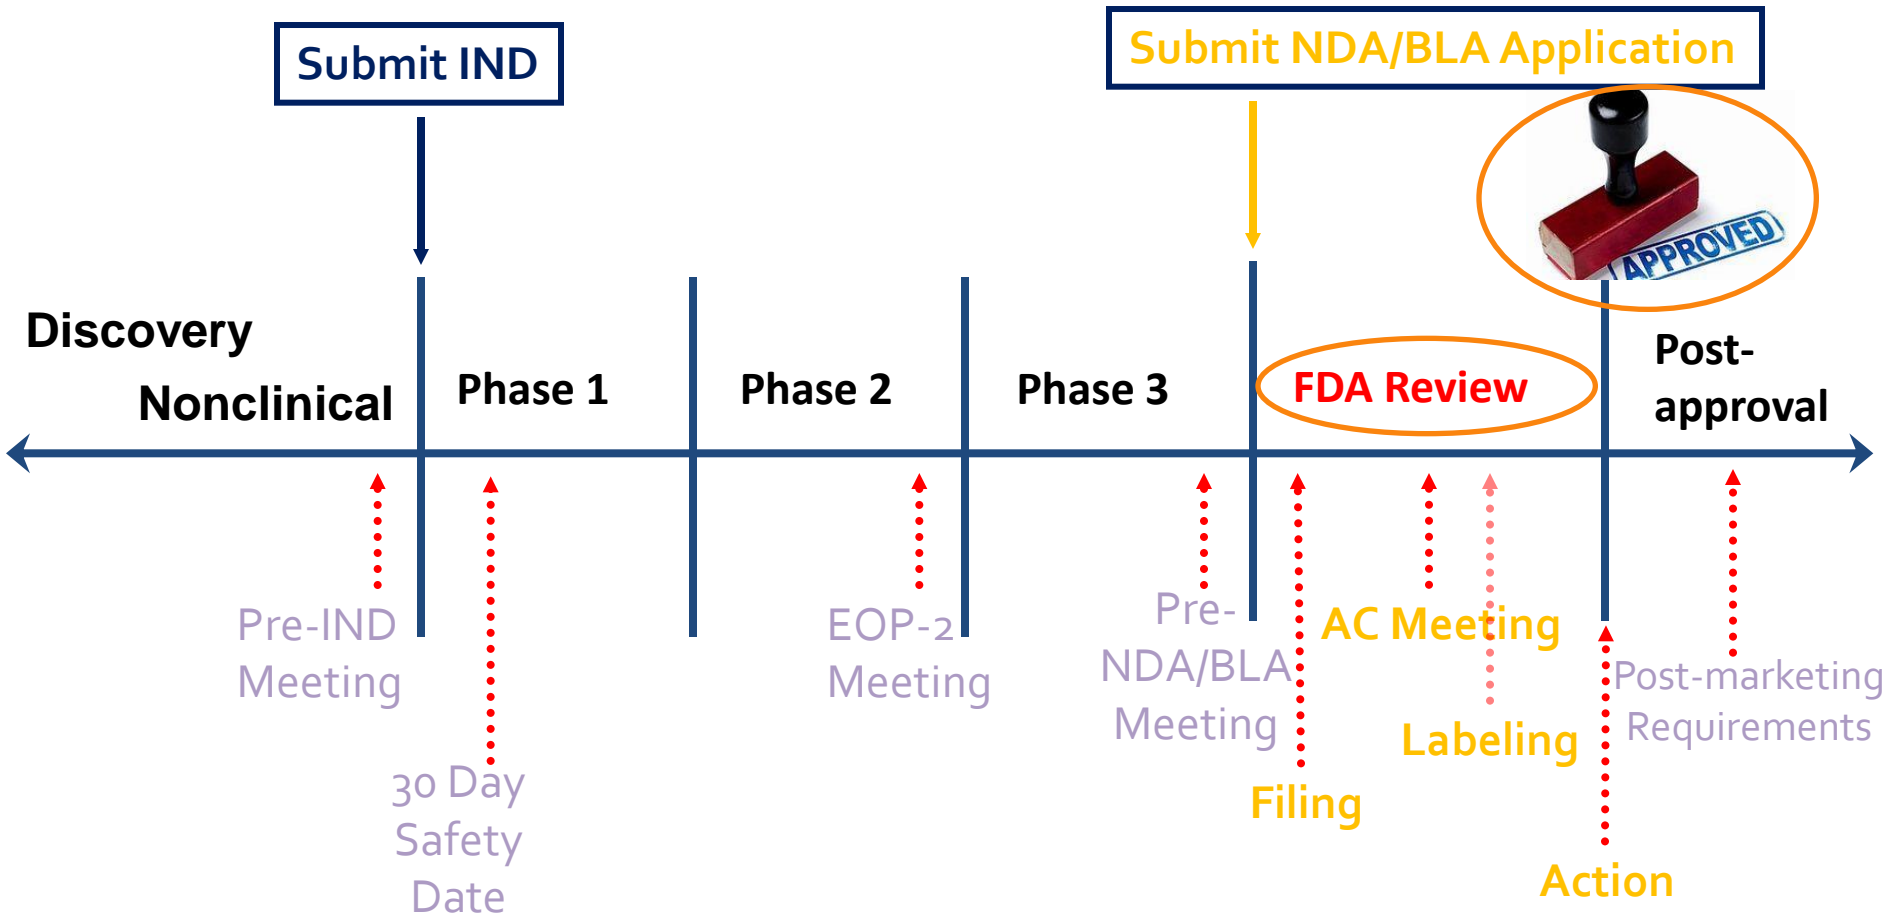 Submit IND
Submit NDA/BLA Application
APPROVED
Discovery
Nonclinical
Phase 1
Phase 2
Phase 3
FDA Review
Post-
approval
Pre-IND
Meeting
30 Day
Safety
Date
EOP-2
Meeting
Pre-
NDA/BLA
Meeting
Filing
AC Meeting
Labeling
Action
Post-marketing
Requirements